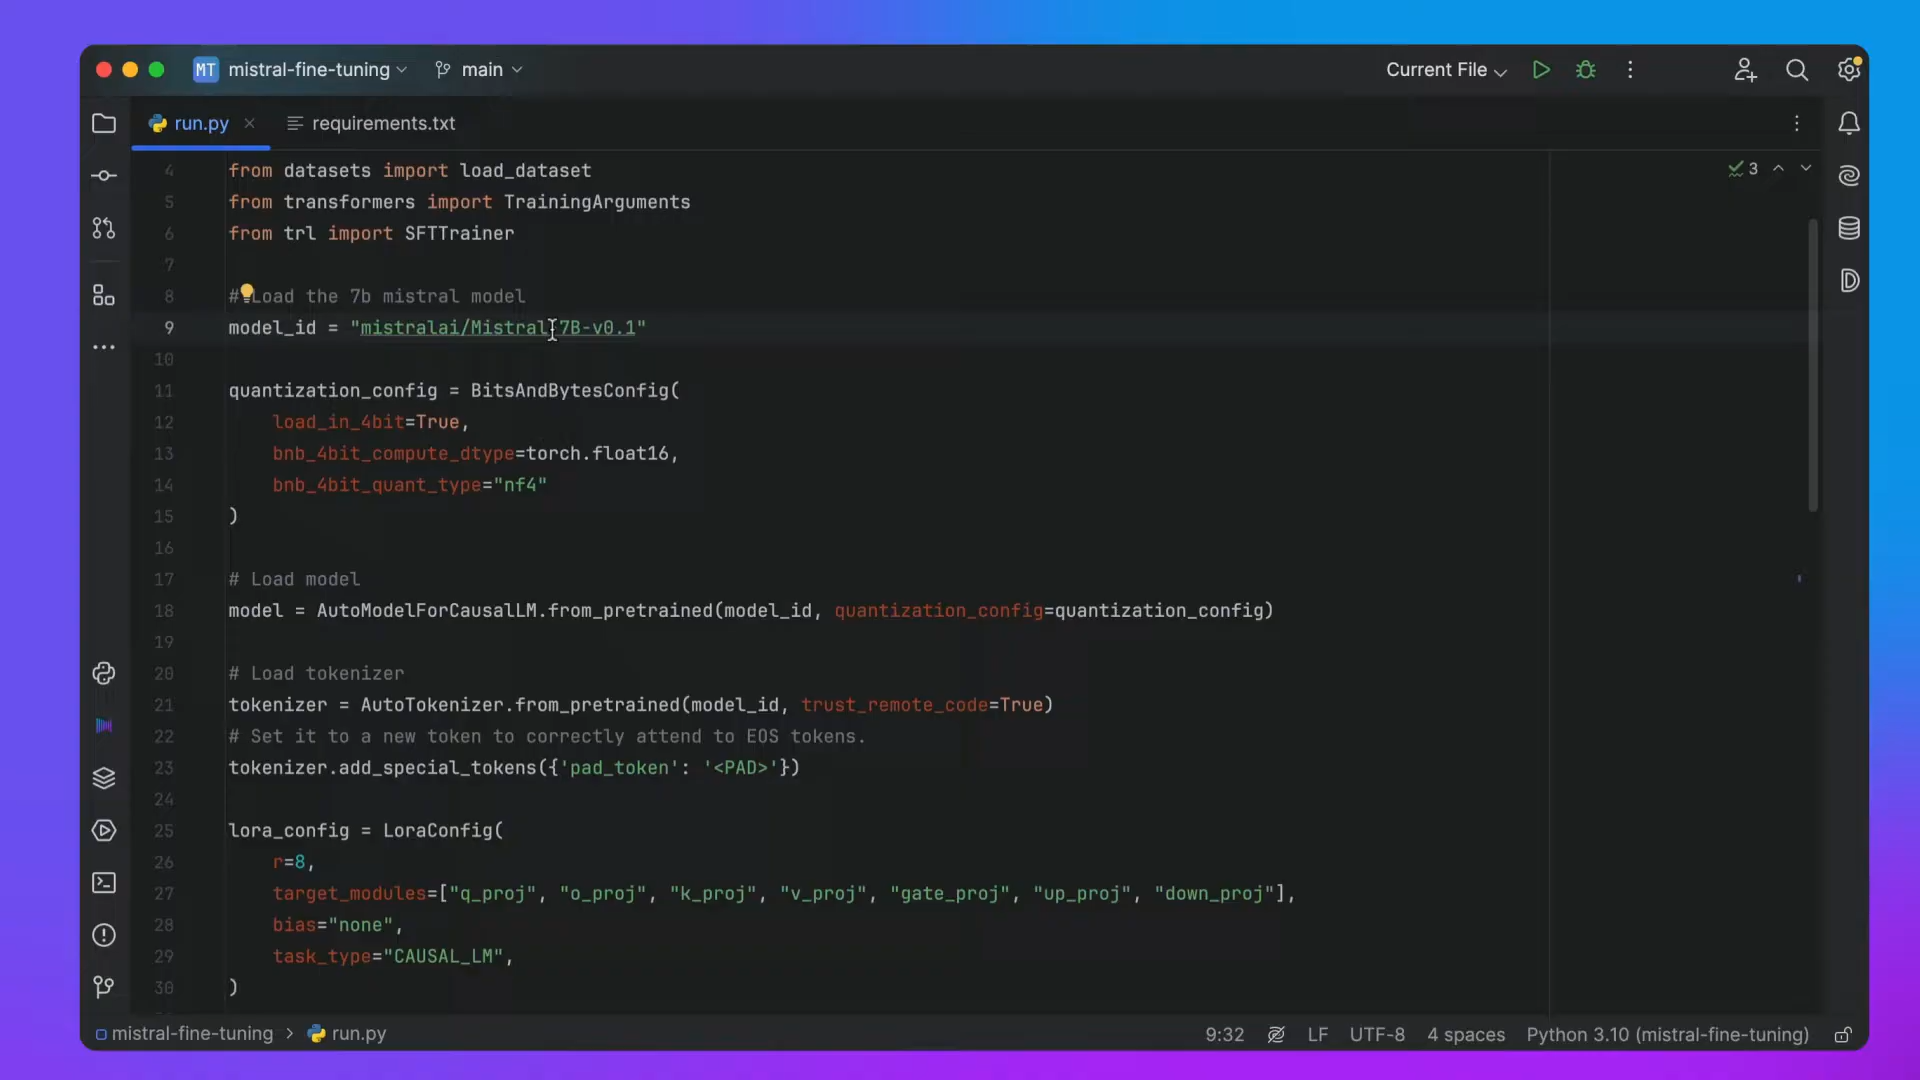 MT mistral-fine-tuning main Current File
run.py requirements.txt
4 from datasets import load_dataset
3
5 from transformers import TrainingArguments
6 from trl import SFTTrainer
7
8 # Load the 7b mistral model
9 model_id = "mistralai/Mistral-7B-v0.1"
10
11 quantization_config = BitsAndBytesConfig(
12 load_in_4bit=True,
13 bnb_4bit_compute_dtype=torch.float16,
14 bnb_4bit_quant_type="nf4"
15 )
16
17 # Load model
18 model = AutoModelForCausalLM.from_pretrained(model_id, quantization_config=quantization_config)
19
20 # Load tokenizer
21 tokenizer = AutoTokenizer.from_pretrained(model_id, trust_remote_code=True)
22 # Set it to a new token to correctly attend to EOS tokens.
23 tokenizer.add_special_tokens({'pad_token': '<PAD>'})
24
25 lora_config = LoraConfig(
26 r=8,
27 target_modules=["q_proj", "o_proj", "k_proj", "v_proj", "gate_proj", "up_proj", "down_proj"],
28 bias="none",
29 task_type="CAUSAL_LM",
30 )
mistral-fine-tuning > run.py 9:32 LF UTF-8 4 spaces Python 3.10 (mistral-fine-tuning)